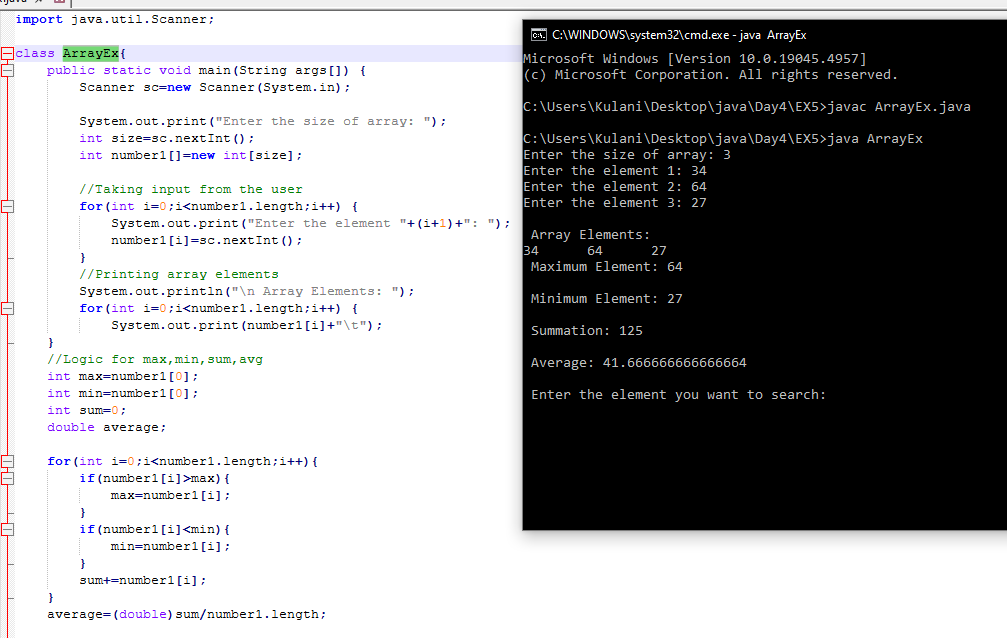 import java.util.Scanner;
class ArrayEx{
public static void main(String args[]) {
Scanner sc=new Scanner(System.in);
System.out.print("Enter the size of array: ");
int size=sc.nextInt();
int number1[]=new int[size];
//Taking input from the user
for(int i=0;i<number1.length;i++) {
System.out.print("Enter the element "+(i+1)+": ");
number1[i]=sc.nextInt();
}
//Printing array elements
System.out.println("\n Array Elements: ");
for(int i=0;i<number1.length;i++) {
System.out.print(number1[i]+"\t");
}
//Logic for max,min,sum,avg
int max=number1[0];
int min=number1[0];
int sum=0;
double average;
for(int i=0;i<number1.length;i++){
if(number1[i]>max){
max=number1[i];
}
if(number1[i]<min){
min=number1[i];
}
sum+=number1[i];
}
average=(double)sum/number1.length;
C:\WINDOWS\system32\cmd.exe - java ArrayEx
Microsoft Windows [Version 10.0.19045.4957]
(c) Microsoft Corporation. All rights reserved.
C:\Users\Kulani\Desktop\java\Day4\EX5>javac ArrayEx.java
C:\Users\Kulani\Desktop\java\Day4\EX5>java ArrayEx
Enter the size of array: 3
Enter the element 1: 34
Enter the element 2: 64
Enter the element 3: 27
Array Elements:
34 64 27
Maximum Element: 64
Minimum Element: 27
Summation: 125
Average: 41.666666666666664
Enter the element you want to search: